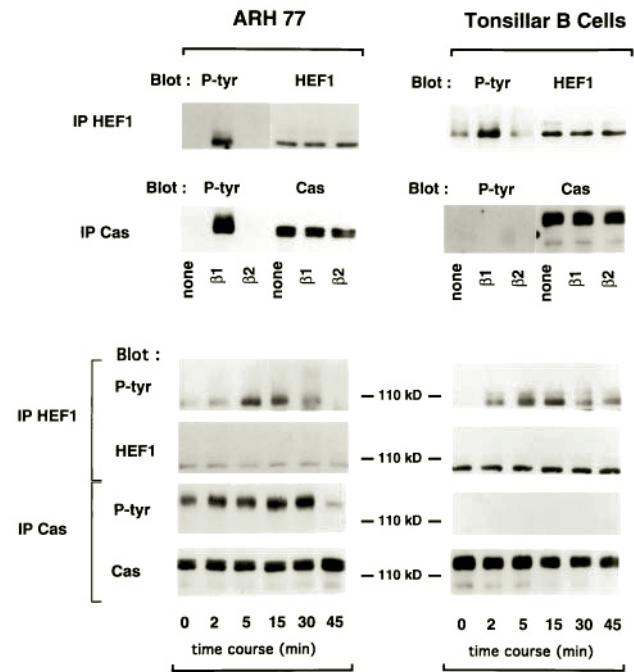 ARH 77 Tonsillar B Cells
Blot : P-tyr HEF1 Blot : P-tyr HEF1
IP HEF1
Blot : P-tyr Cas Blot : P-tyr Cas
IP Cas
none β1 β2 none β1 β2 none β1 β2 none β1 β2
Blot :
P-tyr — 110 kD —
IP HEF1
HEF1 — 110 kD —
P-tyr — 110 kD —
IP Cas
Cas — 110 kD —
0 2 5 15 30 45 0 2 5 15 30 45
time course (min) time course (min)